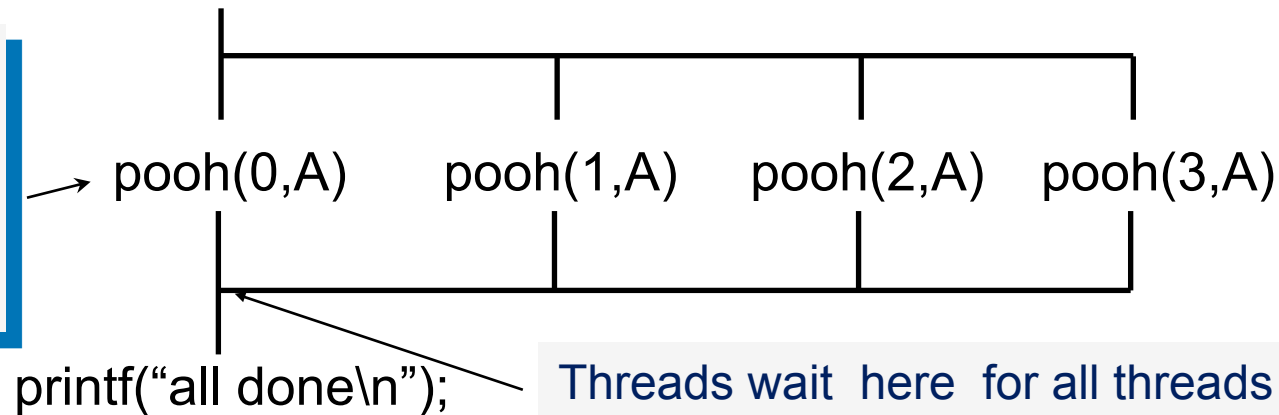 pooh(0,A) pooh(1,A) pooh(2,A) pooh(3,A)
printf(“all done\n”);
Threads wait here for all threads